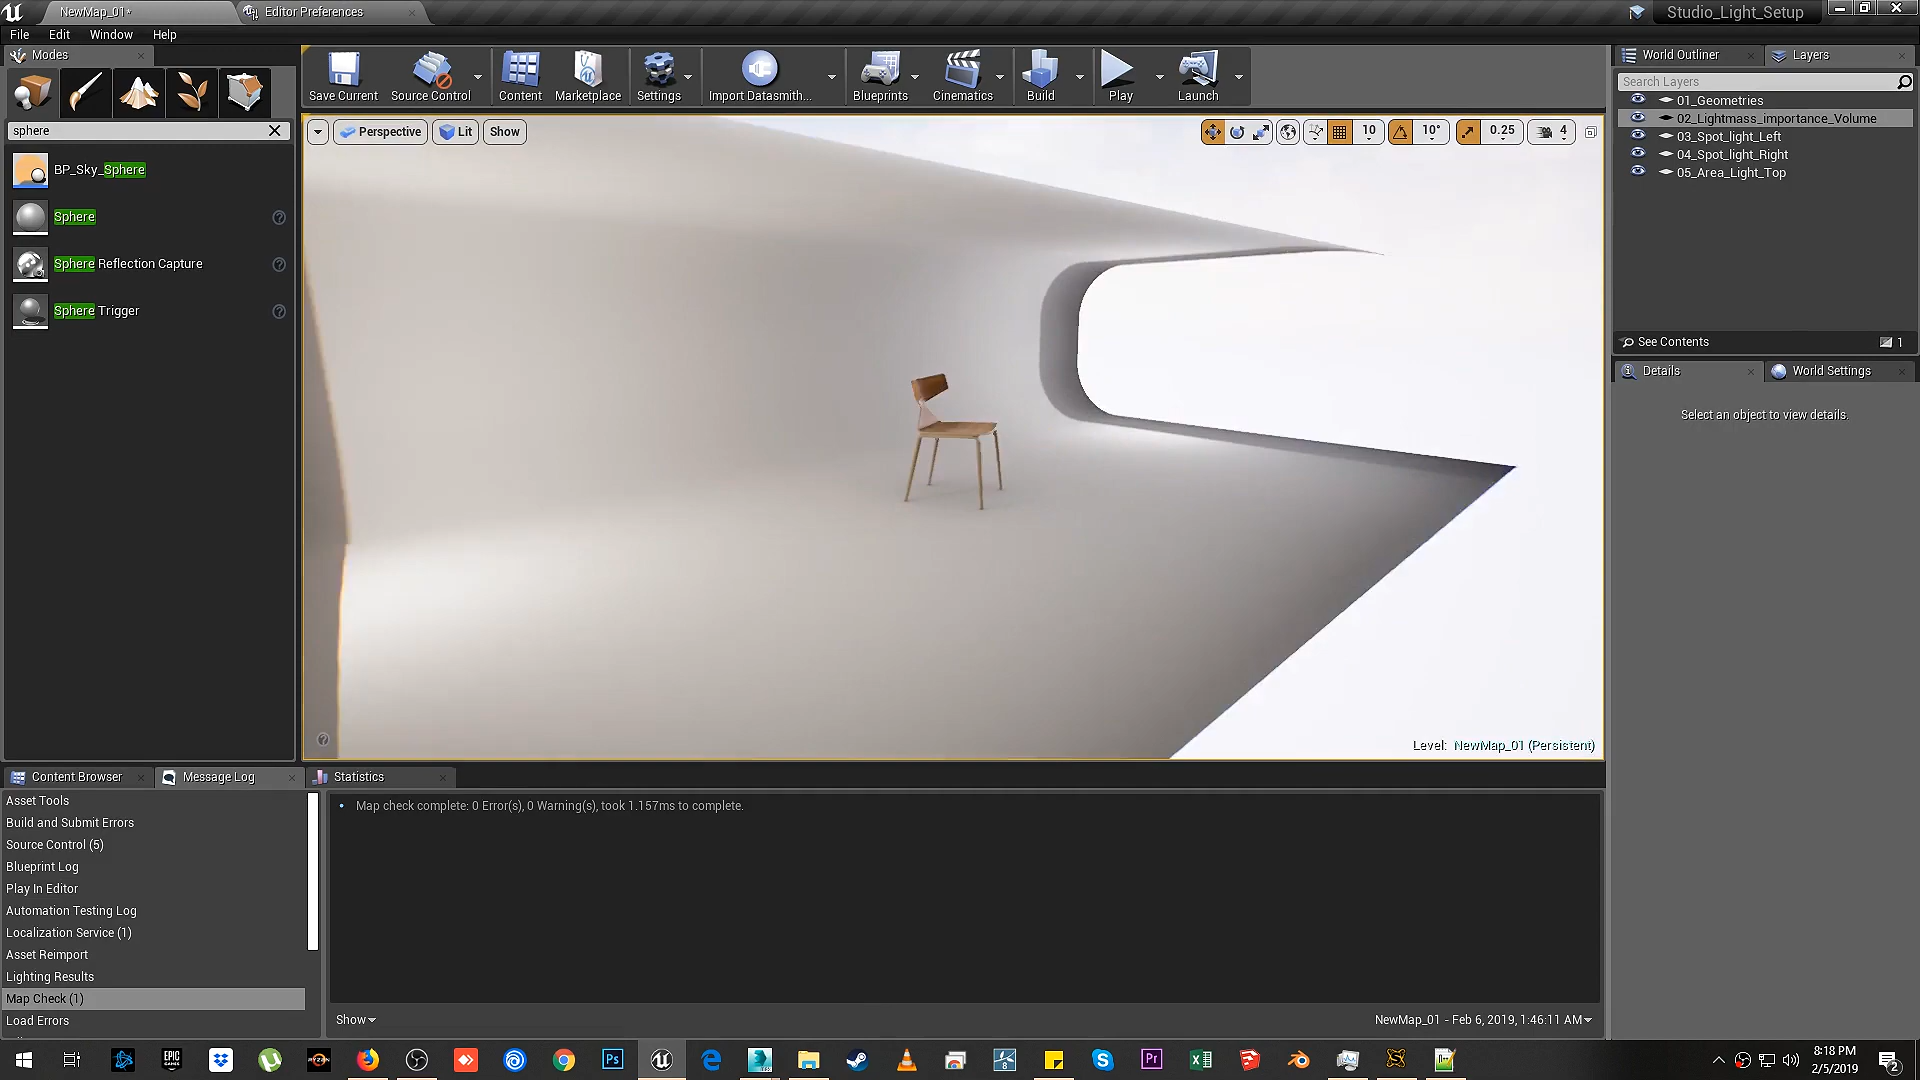 NewMap_01*
Editor Preferences
Studio_Light_Setup
File Edit Window Help
Modes
sphere
BP_Sky_Sphere
Sphere
Sphere Reflection Capture
Sphere Trigger
Save Current
Source Control
Content
Marketplace
Settings
Import Datasmith...
Blueprints
Cinematics
Build
Play
Launch
Perspective
Lit
Show
10
10°
0.25
4
Level: NewMap_01 (Persistent)
World Outliner
Layers
Search Layers
01_Geometries
02_Lightmass_importance_Volume
03_Spot_light_Left
04_Spot_light_Right
05_Area_Light_Top
See Contents
1
Details
World Settings
Select an object to view details.
Content Browser
Message Log
Statistics
Asset Tools
Build and Submit Errors
Source Control (5)
Blueprint Log
Play In Editor
Automation Testing Log
Localization Service (1)
Asset Reimport
Lighting Results
Map Check (1)
Load Errors
Map check complete: 0 Error(s), 0 Warning(s), took 1.157ms to complete.
Show
NewMap_01 - Feb 6, 2019, 1:46:11 AM
EPIC GAMES
RYZEN
Ps
Pr
8:18 PM
2/5/2019
2